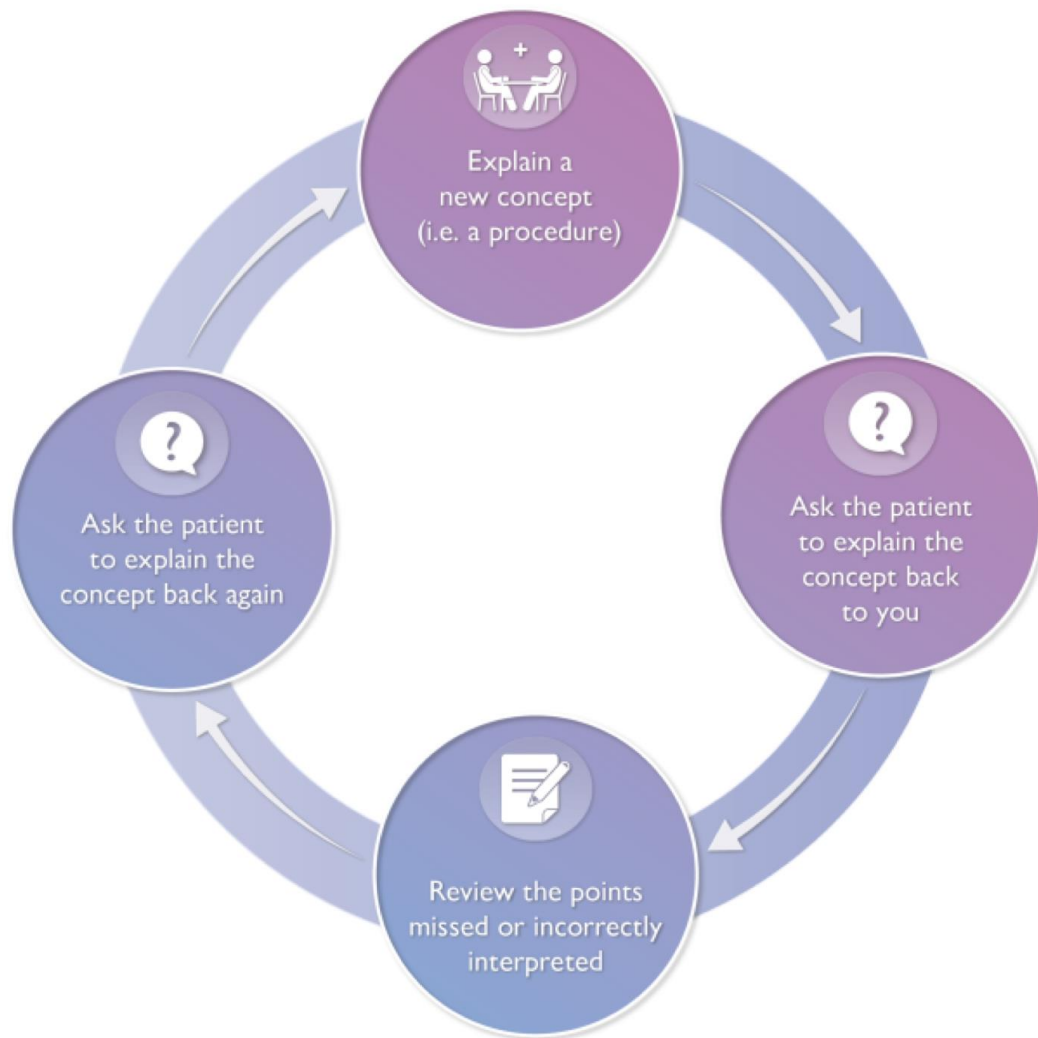 Explain a
new concept
(i.e. a procedure)
?
Ask the patient
to explain the
concept back
to you
Review the points
missed or incorrectly
interpreted
?
Ask the patient
to explain the
concept back again